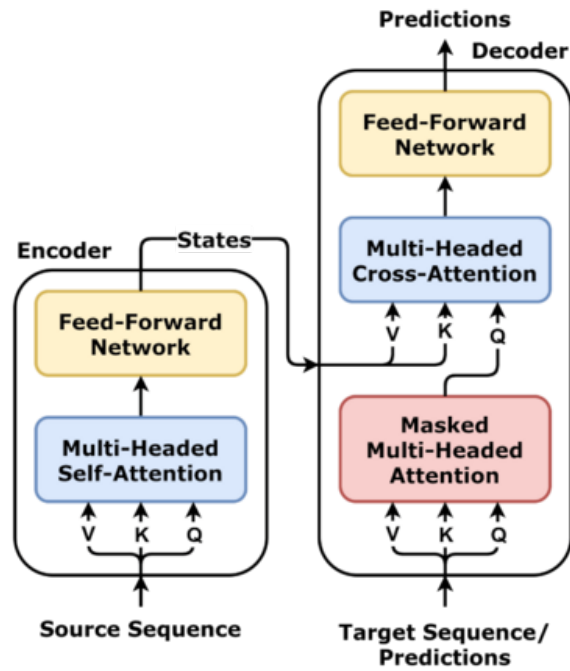 Predictions
Decoder
Feed-Forward
Network
States
Multi-Headed
Cross-Attention
Encoder
V K Q
Feed-Forward
Network
Multi-Headed
Self-Attention
Masked
Multi-Headed
Attention
V K Q
V K Q
Source Sequence
Target Sequence/
Predictions